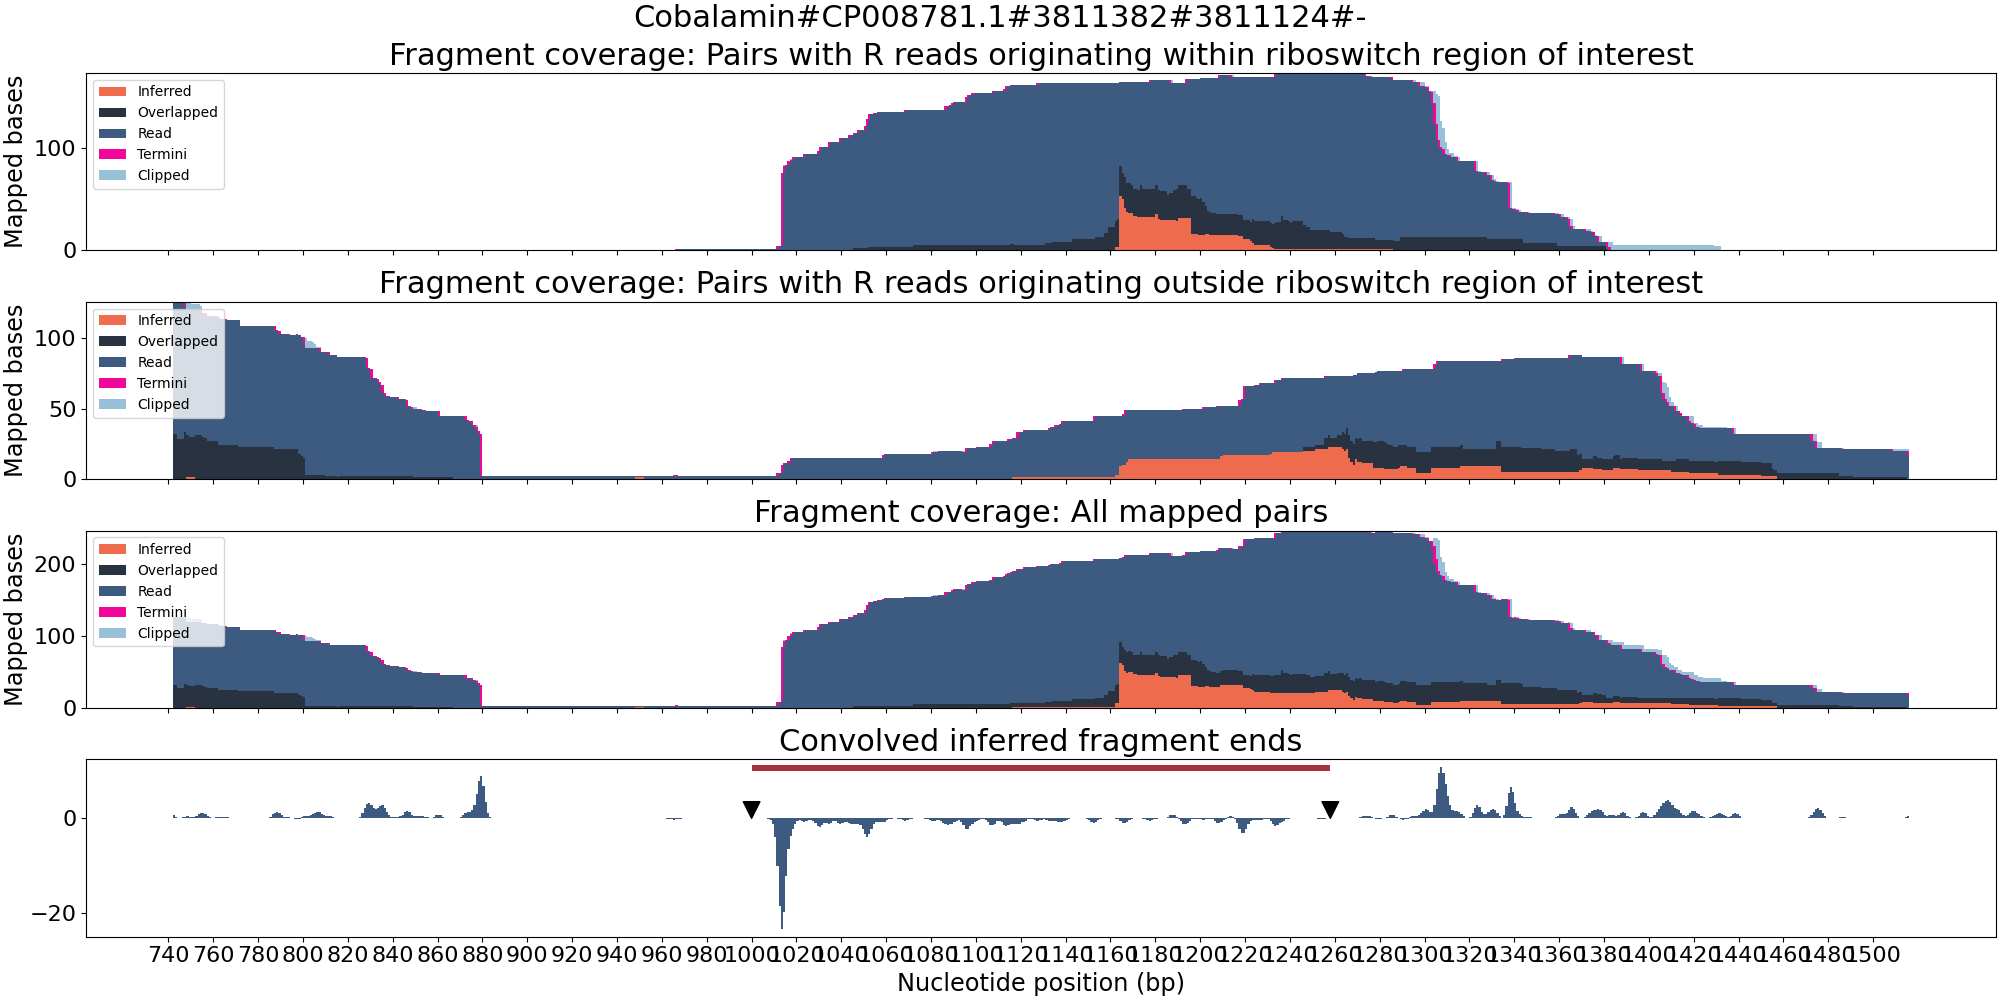 Cobalamin#CP008781.1#3811382#3811124#-
Fragment coverage: Pairs with R reads originating within riboswitch region of interest
Mapped bases
100
0
Inferred
Overlapped
Read
Termini
Clipped
Fragment coverage: Pairs with R reads originating outside riboswitch region of interest
Mapped bases
100
50
0
Inferred
Overlapped
Read
Termini
Clipped
Fragment coverage: All mapped pairs
Mapped bases
200
100
0
Inferred
Overlapped
Read
Termini
Clipped
Convolved inferred fragment ends
0
−20
740 760 780 800 820 840 860 880 900 920 940 960 980 1000 1020 1040 1060 1080 1100 1120 1140 1160 1180 1200 1220 1240 1260 1280 1300 1320 1340 1360 1380 1400 1420 1440 1460 1480 1500
Nucleotide position (bp)